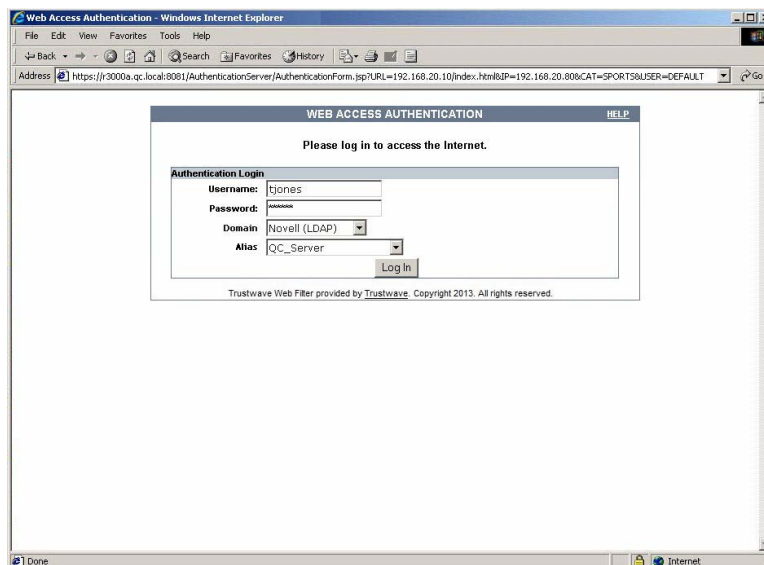 Web Access Authentication - Windows Internet Explorer
File Edit View Favorites Tools Help
Back Search Favorites History
Address https://r3000a.qc.local:8081/AuthenticationServer/AuthenticationForm.jsp?URL=192.168.20.10/index.html&IP=192.168.20.80&CAT=SPORTS&USER=DEFAULT Go
WEB ACCESS AUTHENTICATION HELP
Please log in to access the Internet.
Authentication Login
Username: tjones
Password: ******
Domain Novell (LDAP)
Alias QC_Server
Log In
Trustwave Web Filter provided by Trustwave. Copyright 2013. All rights reserved.
Done Internet